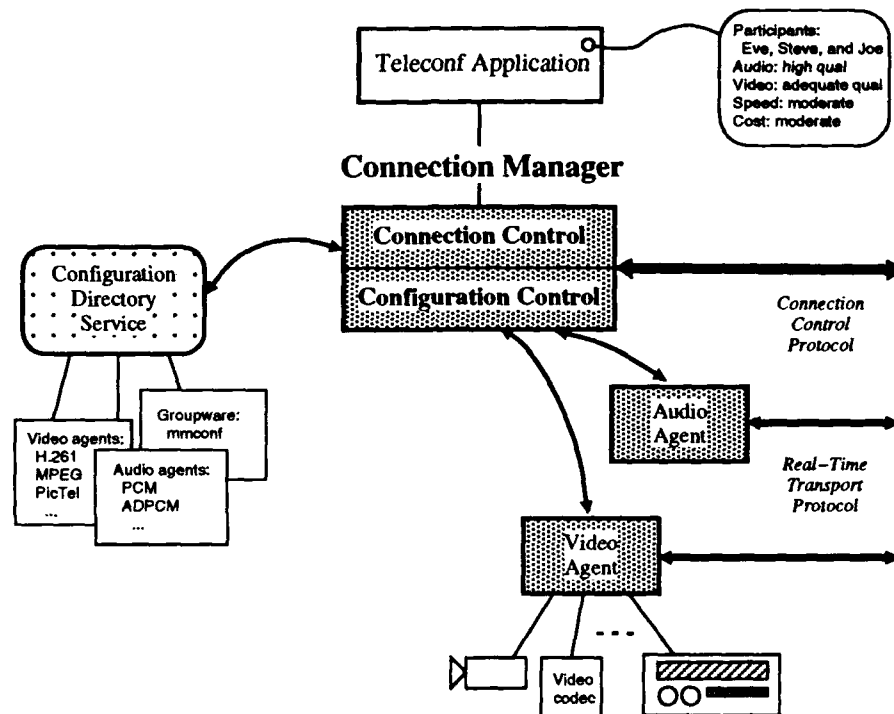 Teleconf Application
Participants:
Eve, Steve, and Joe
Audio: high qual
Video: adequate qual
Speed: moderate
Cost: moderate
Connection Manager
Connection Control
Configuration Control
Configuration
Directory
Service
Connection
Control
Protocol
Groupware:
mmconf
Video agents:
H.261
MPEG
PicTel
...
Audio agents:
PCM
ADPCM
...
Audio
Agent
Real-Time
Transport
Protocol
Video
Agent
Video
codec